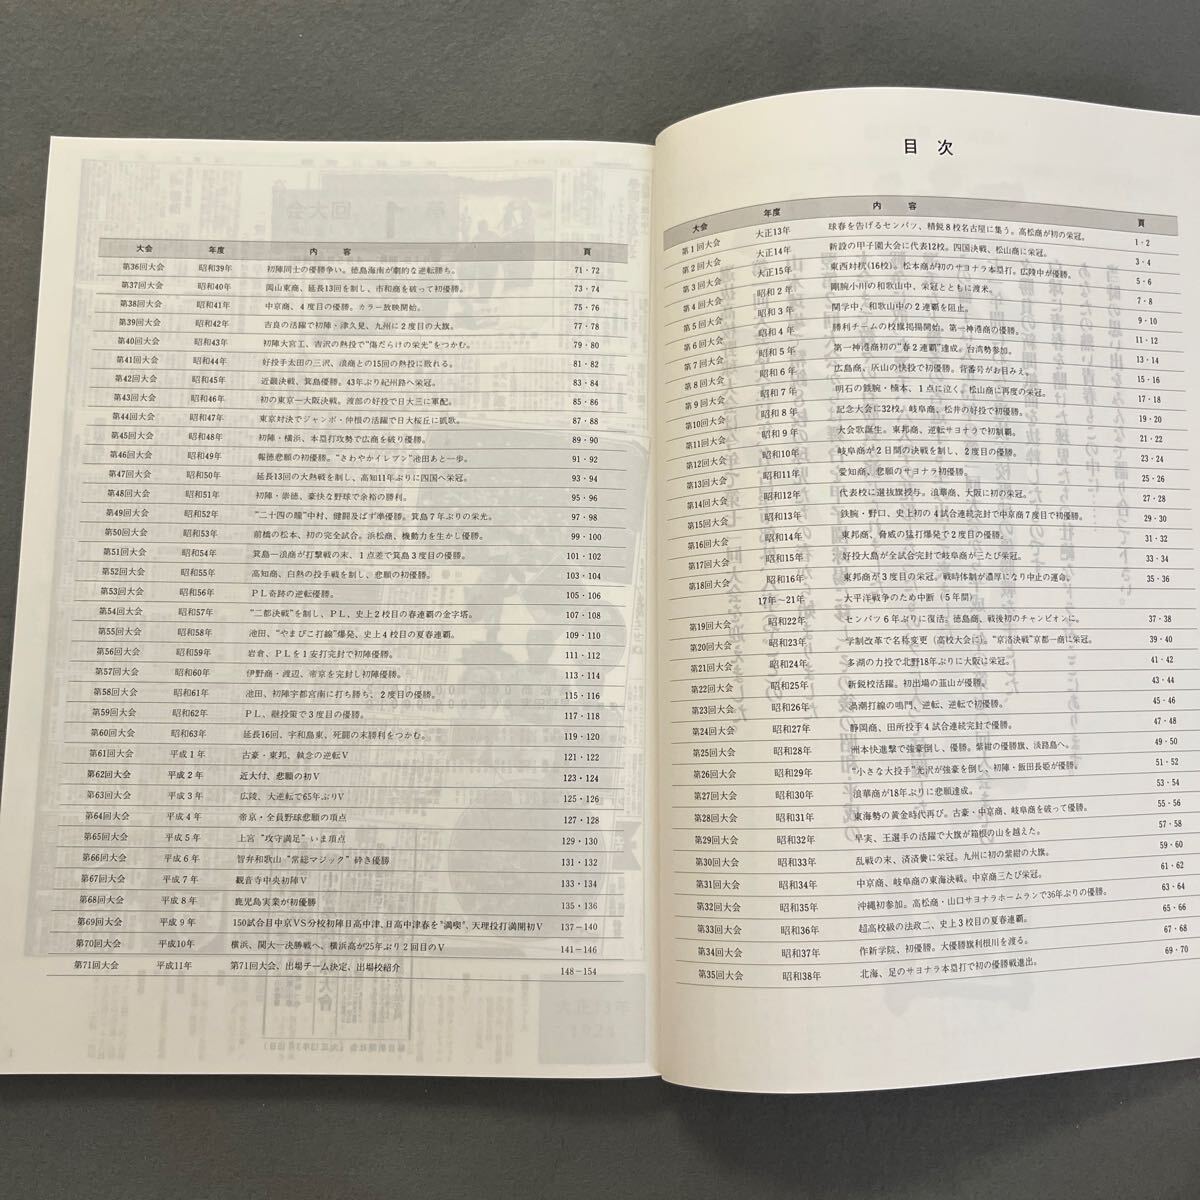 目次
大会 年度 内容 頁
第1回大会 大正13年 球春を告げるセンバツ、精鋭8校名古屋に集う。高松商が初の栄冠。 1・2
第2回大会 大正14年 新設の甲子園大会に代表12校。四国決戦、松山商に栄冠。 3・4
第3回大会 大正15年 東西対抗(16校)。松本商が初のサヨナラ本塁打。広陵中が優勝。 5・6
第4回大会 昭和2年 剛腕小川の和歌山中、栄冠とともに渡米。 7・8
第5回大会 昭和3年 関学中、和歌山中の2連覇を阻止。 9・10
第6回大会 昭和4年 勝利チームの校旗掲揚開始。第一神港商の優勝。 11・12
第7回大会 昭和5年 第一神港商初の“春2連覇”達成。台湾勢参加。 13・14
第8回大会 昭和6年 広島商、灰山の快投で初優勝。背番号がお目みえ。 15・16
第9回大会 昭和7年 明石の鉄腕・楠本、1点に泣く。松山商に再度の栄冠。 17・18
第10回大会 昭和8年 記念大会に32校。岐阜商、松井の好投で初優勝。 19・20
第11回大会 昭和9年 大会歌誕生。東邦商、逆転サヨナラで初制覇。 21・22
第12回大会 昭和10年 岐阜商が2日間の決戦を制し、2度目の優勝。 23・24
第13回大会 昭和11年 愛知商、悲願のサヨナラ初優勝。 25・26
第14回大会 昭和12年 代表校に選抜旗授与。浪華商、大阪に初の栄冠。 27・28
第15回大会 昭和13年 鉄腕・野口、史上初の4試合連続完封で中京商7度目で初優勝。 29・30
第16回大会 昭和14年 東邦商、脅威の猛打爆発で2度目の優勝。 31・32
第17回大会 昭和15年 好投大島が全試合完封で岐阜商が三たび栄冠。 33・34
第18回大会 昭和16年 東邦商が3度目の栄冠。戦時体制が濃厚になり中止の運命。 35・36
17年〜21年 ―太平洋戦争のため中断(5年間)
第19回大会 昭和22年 センバツ6年ぶりに復活。徳島商、戦後初のチャンピオンに。 37・38
第20回大会 昭和23年 学制改革で名称変更(高校大会に)。“京洛決戦”京都一商に栄冠。 39・40
第21回大会 昭和24年 多湖の力投で北野18年ぶりに大阪に栄冠。 41・42
第22回大会 昭和25年 新鋭校活躍。初出場の韮山が優勝。 43・44
第23回大会 昭和26年 渦潮打線の鳴門、逆転、逆転で初優勝。 45・46
第24回大会 昭和27年 静岡商、田所投手4試合連続完封で優勝。 47・48
第25回大会 昭和28年 洲本快進撃で強豪倒し、優勝。紫紺の優勝旗、淡路島へ。 49・50
第26回大会 昭和29年 “小さな大投手”光沢が強豪を倒し、初陣・飯田長姫が優勝。 51・52
第27回大会 昭和30年 浪華商が18年ぶりに悲願達成。 53・54
第28回大会 昭和31年 東海勢の黄金時代再び。古豪・中京商、岐阜商を破って優勝。 55・56
第29回大会 昭和32年 早実、王選手の活躍で大旗が箱根の山を越えた。 57・58
第30回大会 昭和33年 乱戦の末、済済黌に栄冠。九州に初の紫紺の大旗。 59・60
第31回大会 昭和34年 中京商、岐阜商の東海決戦。中京商三たび栄冠。 61・62
第32回大会 昭和35年 沖縄初参加。高松商・山口サヨナラホームランで36年ぶりの優勝。 63・64
第33回大会 昭和36年 超高校級の法政二、史上3校目の夏春連覇。 65・66
第34回大会 昭和37年 作新学院、初優勝。大優勝旗利根川を渡る。 67・68
第35回大会 昭和38年 北海、足のサヨナラ本塁打で初の優勝戦進出。 69・70
大会 年度 内容 頁
第36回大会 昭和39年 初陣同士の優勝争い。徳島海南が劇的な逆転勝ち。 71・72
第37回大会 昭和40年 岡山東商、延長13回を制し、市和商を破って初優勝。 73・74
第38回大会 昭和41年 中京商、4度目の優勝。カラー放映開始。 75・76
第39回大会 昭和42年 吉良の活躍で初陣・津久見、九州に2度目の大旗。 77・78
第40回大会 昭和43年 初陣大宮工、吉沢の熱投で“傷だらけの栄光”をつかむ。 79・80
第41回大会 昭和44年 好投手太田の三沢、浪商との15回の熱投に敗れる。 81・82
第42回大会 昭和45年 近畿決戦、箕島優勝。43年ぶり紀州路へ栄冠。 83・84
第43回大会 昭和46年 初の東京―大阪決戦。渡部の好投で日大三に軍配。 85・86
第44回大会 昭和47年 東京対決でジャンボ・仲根の活躍で日大桜丘に凱歌。 87・88
第45回大会 昭和48年 初陣・横浜、本塁打攻勢で広商を破り優勝。 89・90
第46回大会 昭和49年 報徳悲願の初優勝。“さわやかイレブン”池田あと一歩。 91・92
第47回大会 昭和50年 延長13回の大熱戦を制し、高知11年ぶりに四国へ栄冠。 93・94
第48回大会 昭和51年 初陣・崇徳、豪快な野球で余裕の勝利。 95・96
第49回大会 昭和52年 “二十四の瞳”中村、健闘及ばず準優勝。箕島7年ぶりの栄光。 97・98
第50回大会 昭和53年 前橋の松本、初の完全試合。浜松商、機動力を生かし優勝。 99・100
第51回大会 昭和54年 箕島―浪商が打撃戦の末、1点差で箕島3度目の優勝。 101・102
第52回大会 昭和55年 高知商、白熱の投手戦を制し、悲願の初優勝。 103・104
第53回大会 昭和56年 PL奇跡の逆転優勝。 105・106
第54回大会 昭和57年 “二都決戦”を制し、PL、史上2校目の春連覇の金字塔。 107・108
第55回大会 昭和58年 池田、“やまびこ打線”爆発、史上4校目の夏春連覇。 109・110
第56回大会 昭和59年 岩倉、PLを1安打完封で初陣優勝。 111・112
第57回大会 昭和60年 伊野商・渡辺、帝京を完封し初陣優勝。 113・114
第58回大会 昭和61年 池田、初陣宇都宮南に打ち勝ち、2度目の優勝。 115・116
第59回大会 昭和62年 PL、継投策で3度目の優勝。 117・118
第60回大会 昭和63年 延長16回、宇和島東、死闘の末勝利をつかむ。 119・120
第61回大会 平成1年 古豪・東邦、執念の逆転V 121・122
第62回大会 平成2年 近大付、悲願の初V 123・124
第63回大会 平成3年 広陵、大逆転で65年ぶりV 125・126
第64回大会 平成4年 帝京・全員野球悲願の頂点 127・128
第65回大会 平成5年 上宮“攻守満足”いま頂点 129・130
第66回大会 平成6年 智弁和歌山“常総マジック”砕き優勝 131・132
第67回大会 平成7年 観音寺中央初陣V 133・134
第68回大会 平成8年 鹿児島実業が初優勝 135・136
第69回大会 平成9年 150試合目中京VS分校初陣日高中津、日高中津春を“満喫”、天理投打満開初V 137-140
第70回大会 平成10年 横浜、関大一決勝戦へ、横浜高が25年ぶり2回目のV 141-146
第71回大会 平成11年 第71回大会、出場チーム決定、出場校紹介 148-154